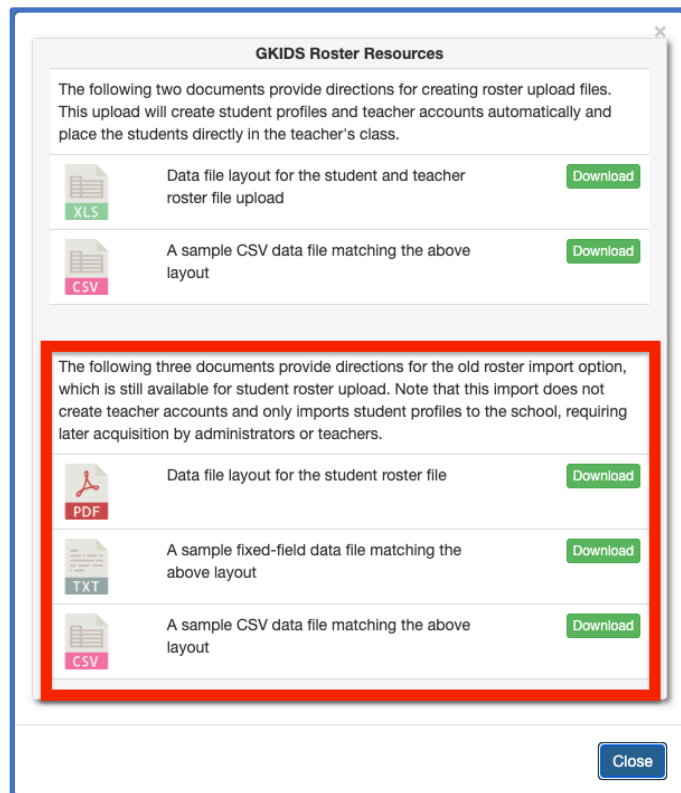 ×
GKIDS Roster Resources
The following two documents provide directions for creating roster upload files.
This upload will create student profiles and teacher accounts automatically and
place the students directly in the teacher's class.
Data file layout for the student and teacher
roster file upload
Download
XLS
A sample CSV data file matching the above
layout
Download
CSV
The following three documents provide directions for the old roster import option,
which is still available for student roster upload. Note that this import does not
create teacher accounts and only imports student profiles to the school, requiring
later acquisition by administrators or teachers.
Data file layout for the student roster file
Download
PDF
A sample fixed-field data file matching the
above layout
Download
TXT
A sample CSV data file matching the above
layout
Download
CSV
Close